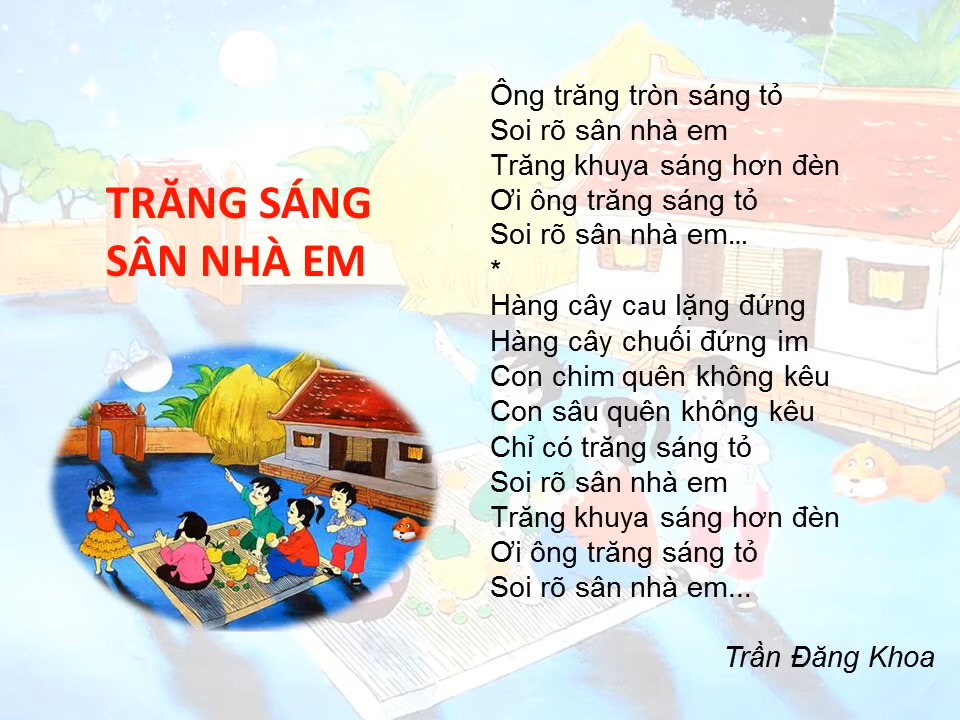 TRĂNG SÁNG
SÂN NHÀ EM
Ông trăng tròn sáng tỏ
Soi rõ sân nhà em
Trăng khuya sáng hơn đèn
Ơi ông trăng sáng tỏ
Soi rõ sân nhà em...
*
Hàng cây cau lặng đứng
Hàng cây chuối đứng im
Con chim quên không kêu
Con sâu quên không kêu
Chỉ có trăng sáng tỏ
Soi rõ sân nhà em
Trăng khuya sáng hơn đèn
Ơi ông trăng sáng tỏ
Soi rõ sân nhà em...
Trần Đăng Khoa